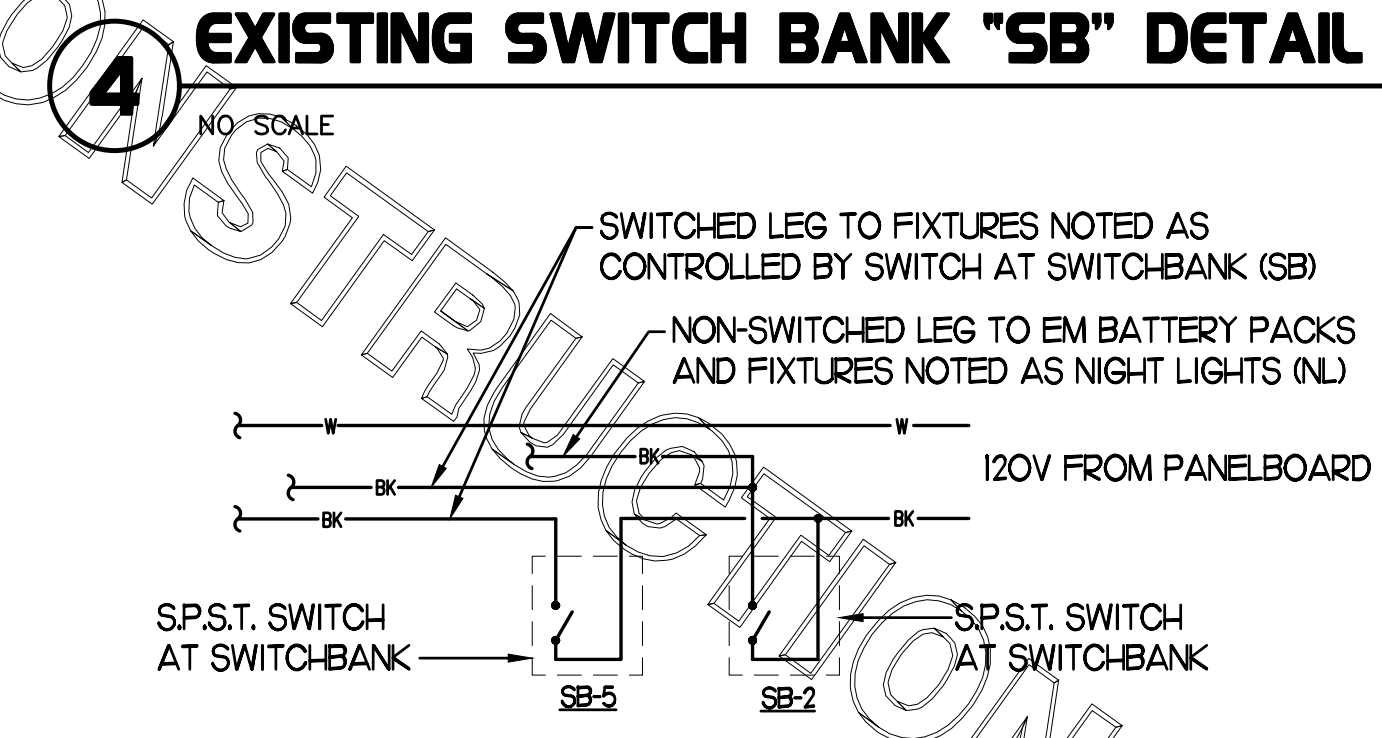 4
EXISTING SWITCH BANK “SB” DETAIL
NO SCALE
SWITCHED LEG TO FIXTURES NOTED AS
CONTROLLED BY SWITCH AT SWITCHBANK (SB)
NON-SWITCHED LEG TO EM BATTERY PACKS
AND FIXTURES NOTED AS NIGHT LIGHTS (NL)
W
W
BK
120V FROM PANELBOARD
BK
BK
BK
S.P.S.T. SWITCH
AT SWITCHBANK
S.P.S.T. SWITCH
AT SWITCHBANK
SB-5
SB-2
ONSTRUCTION